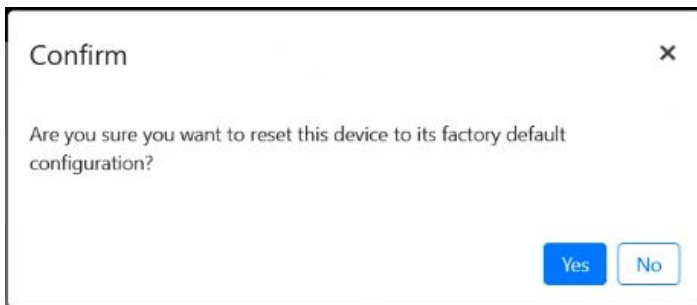 Confirm
×
Are you sure you want to reset this device to its factory default
configuration?
Yes No